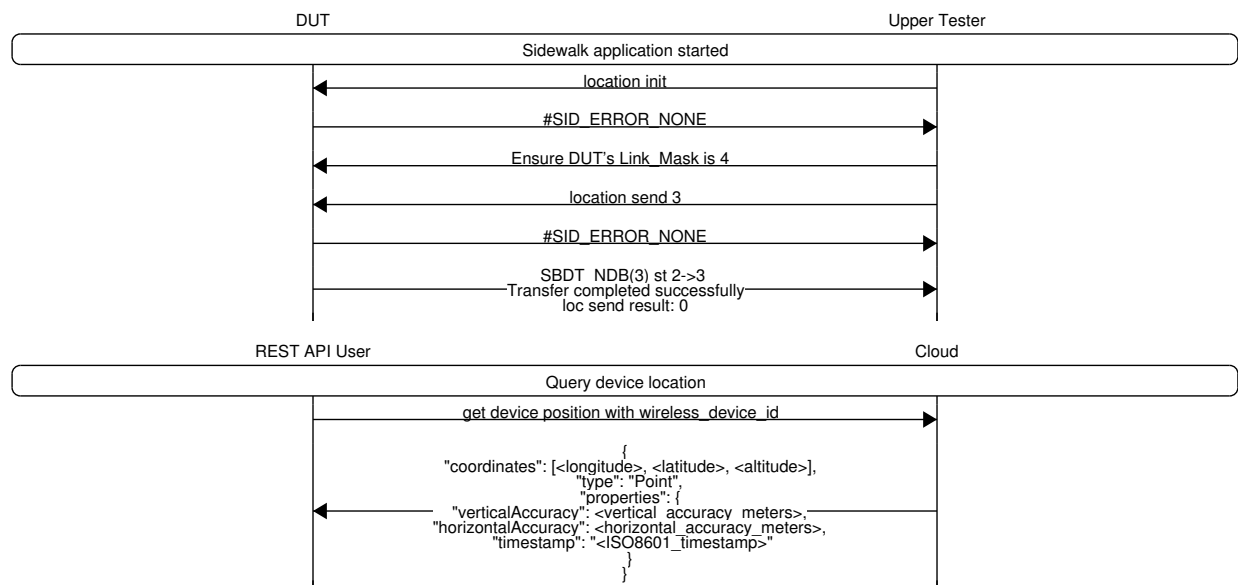 DUT
Upper Tester
Sidewalk application started
location init
#SID_ERROR_NONE
Ensure DUT's Link_Mask is 4
location send 3
#SID_ERROR_NONE
SBDT_NDB(3) st 2->3
Transfer completed successfully
loc send result: 0
REST API User
Cloud
Query device location
get device position with wireless_device_id
{
"coordinates": [<longitude>, <latitude>, <altitude>],
"type": "Point",
"properties": {
"verticalAccuracy": <vertical_accuracy_meters>,
"horizontalAccuracy": <horizontal_accuracy_meters>,
"timestamp": "<ISO8601_timestamp>"
}
}